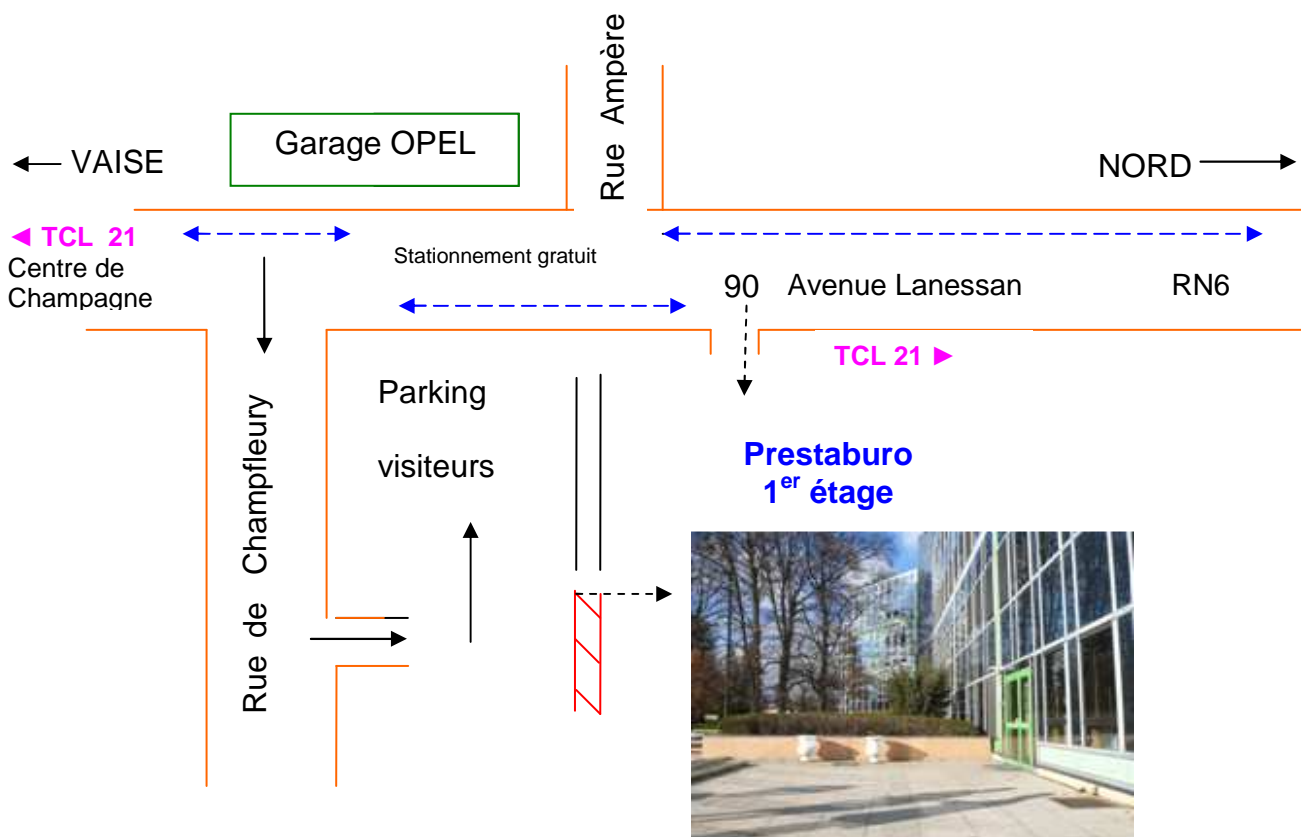 Rue Ampère
Garage OPEL
← VAISE
NORD →
◄ TCL 21
Centre de
Champagne
Stationnement gratuit
90 Avenue Lanessan RN6
TCL 21 ►
Rue de Champfleury
Parking
visiteurs
Prestaburo
1er étage